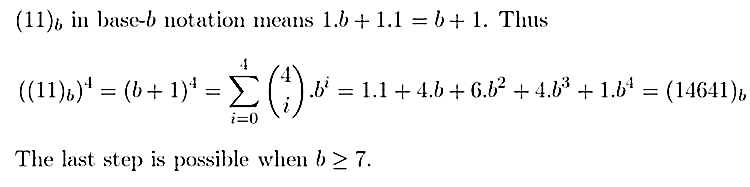 (11)_b in base-b notation means 1.b + 1.1 = b + 1. Thus
((11)_b)^4 = (b + 1)^4 = \sum_{i=0}^{4} \binom{4}{i} .b^i = 1.1 + 4.b + 6.b^2 + 4.b^3 + 1.b^4 = (14641)_b
The last step is possible when b ≥ 7.